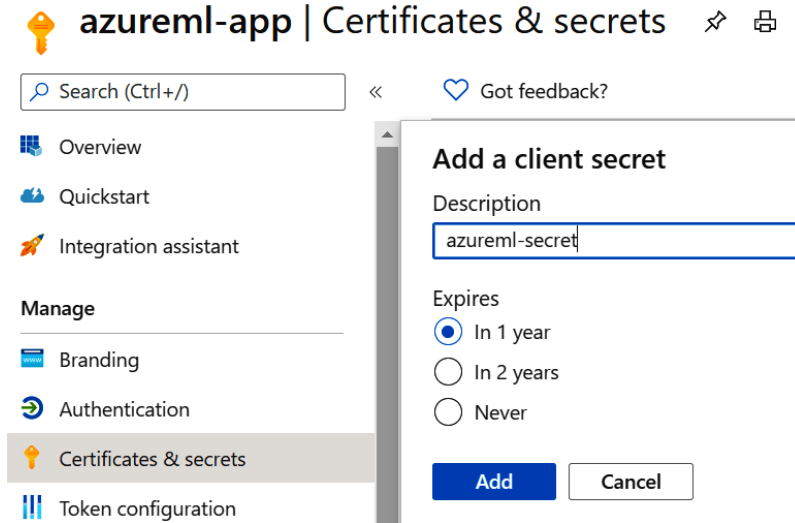 azureml-app | Certificates & secrets
Search (Ctrl+/)
«
Got feedback?
Overview
Quickstart
Integration assistant
Manage
www
Branding
Authentication
Certificates & secrets
Token configuration
Add a client secret
Description
azureml-secret
Expires
In 1 year
In 2 years
Never
Add
Cancel